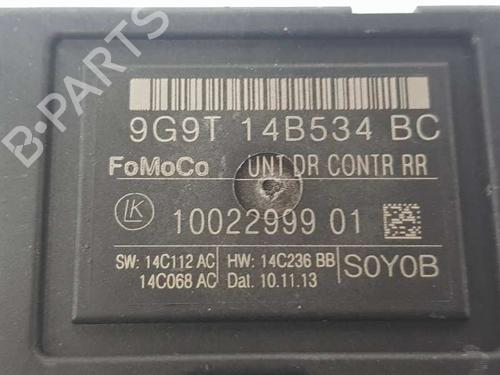 9G9T 14B534 BC
FoMoCo UNT DR CONTR RR
LK 10022999 01
SW: 14C112 AC HW: 14C236 BB S0Y0B
14C068 AC Dat. 10.11.13